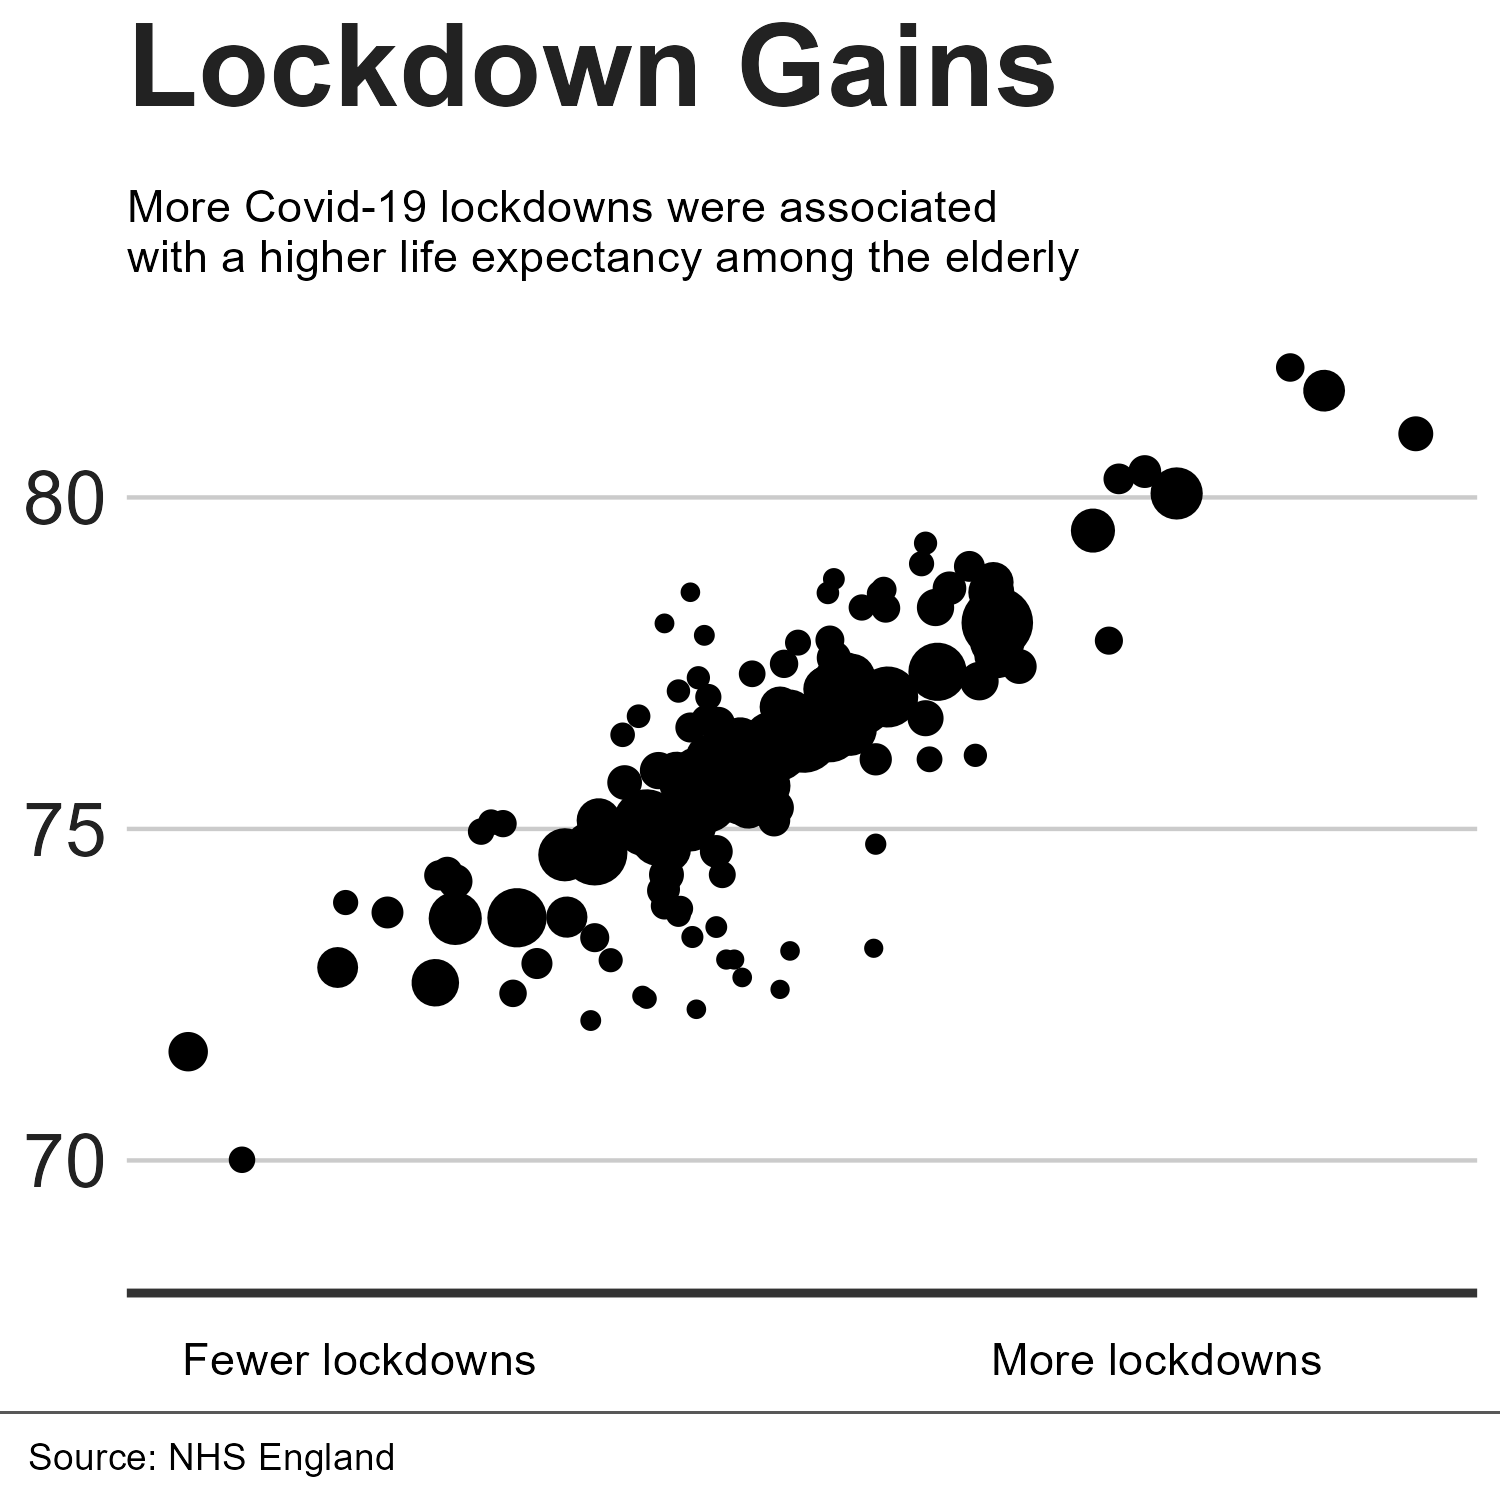 Lockdown Gains
More Covid-19 lockdowns were associated
with a higher life expectancy among the elderly
80
75
70
Fewer lockdowns
More lockdowns
Source: NHS England